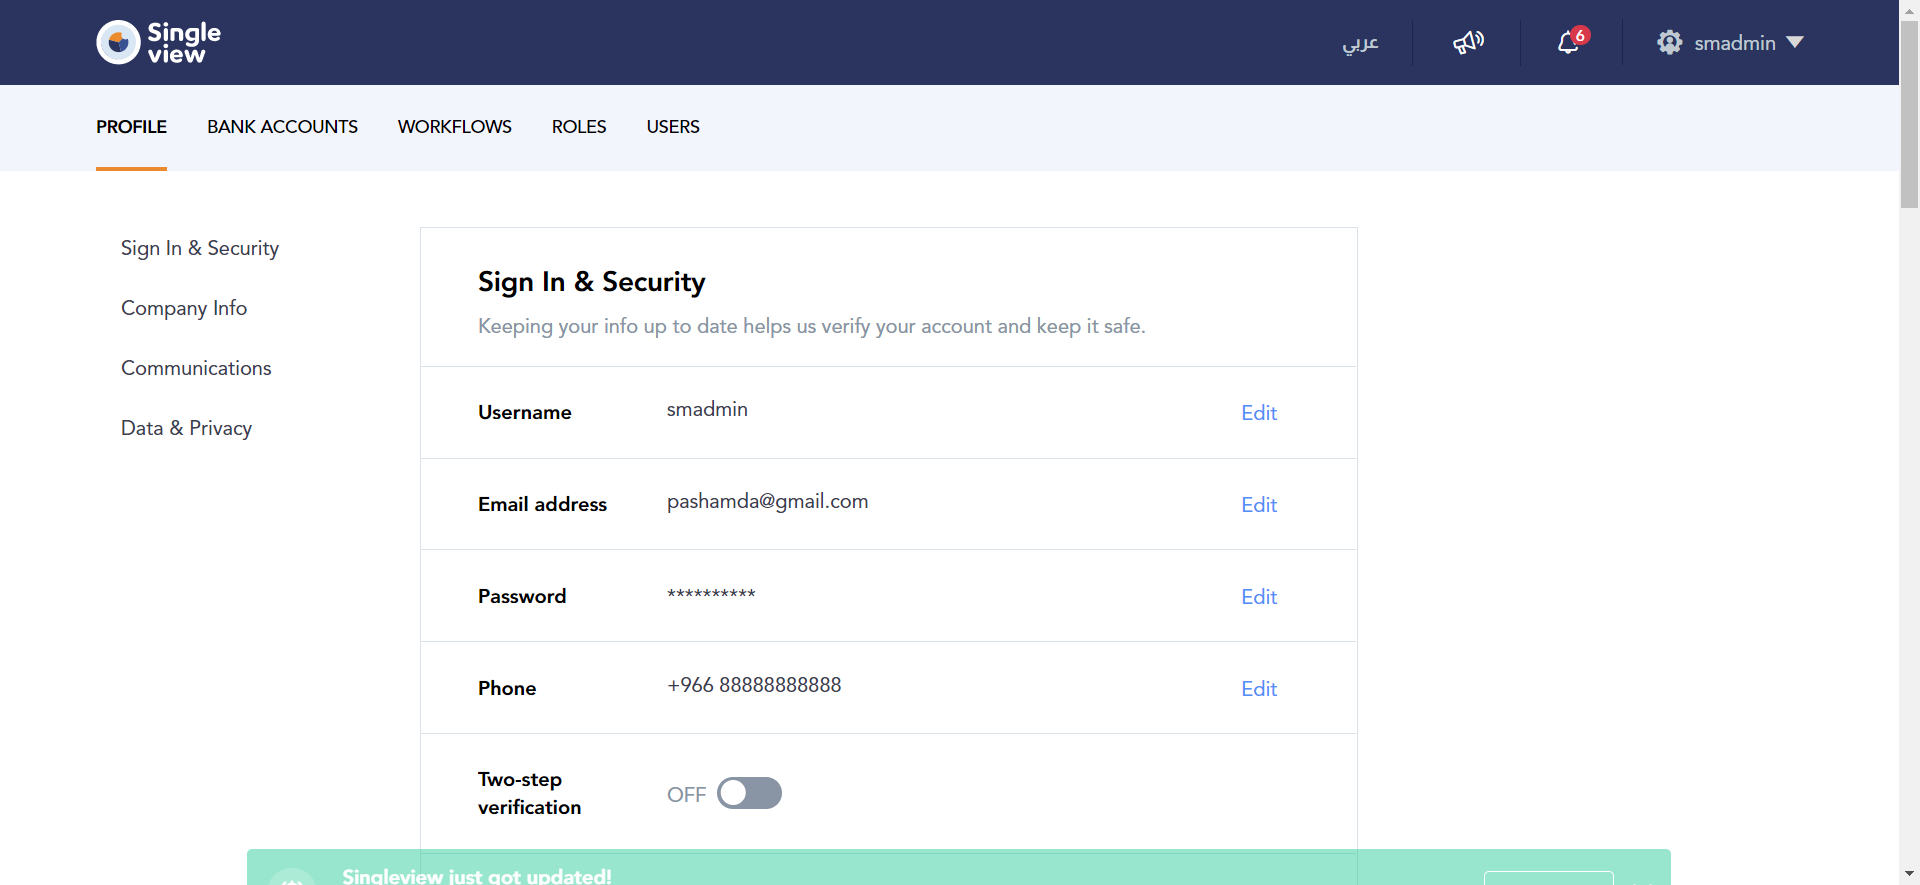 Single
view
عربي
6
smadmin
PROFILE
BANK ACCOUNTS
WORKFLOWS
ROLES
USERS
Sign In & Security
Company Info
Communications
Data & Privacy
Sign In & Security
Keeping your info up to date helps us verify your account and keep it safe.
Username
smadmin
Edit
Email address
pashamda@gmail.com
Edit
Password
**********
Edit
Phone
+966 88888888888
Edit
Two-step
verification
OFF
Singleview just got updated!